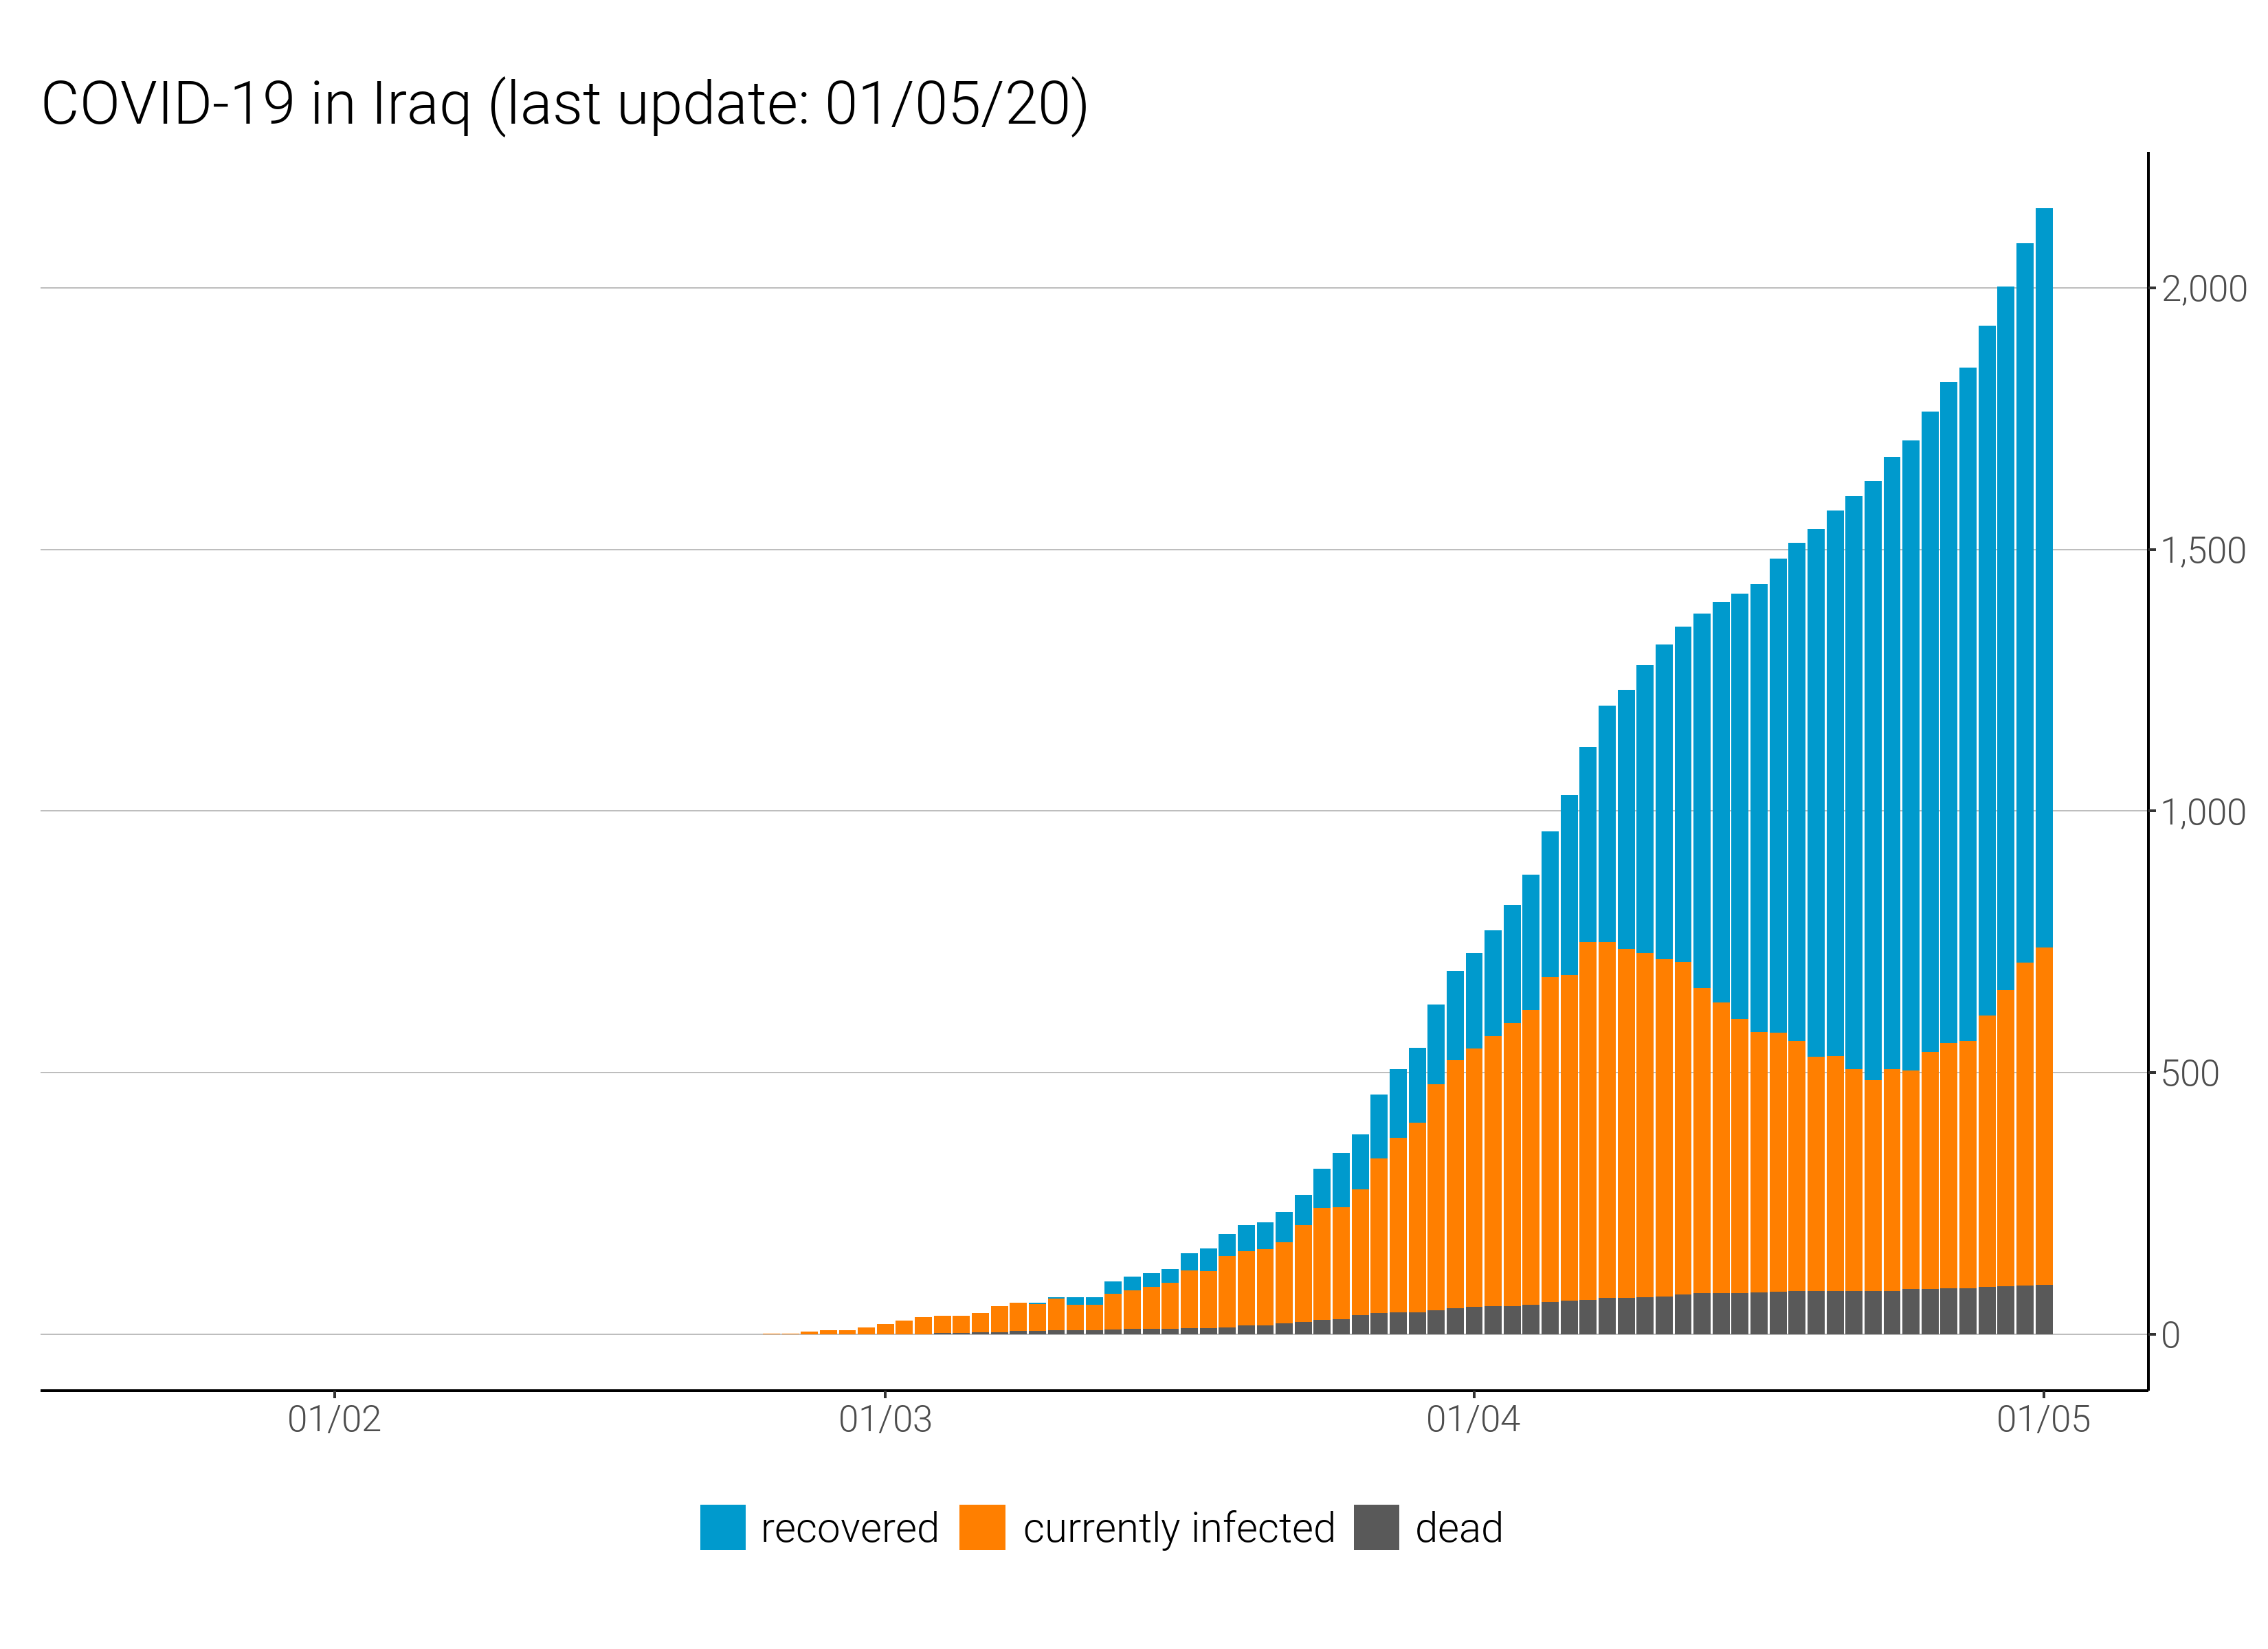 COVID-19 in Iraq (last update: 01/05/20)
2,000
1,500
1,000
500
0
01/02 01/03 01/04 01/05
recovered currently infected dead